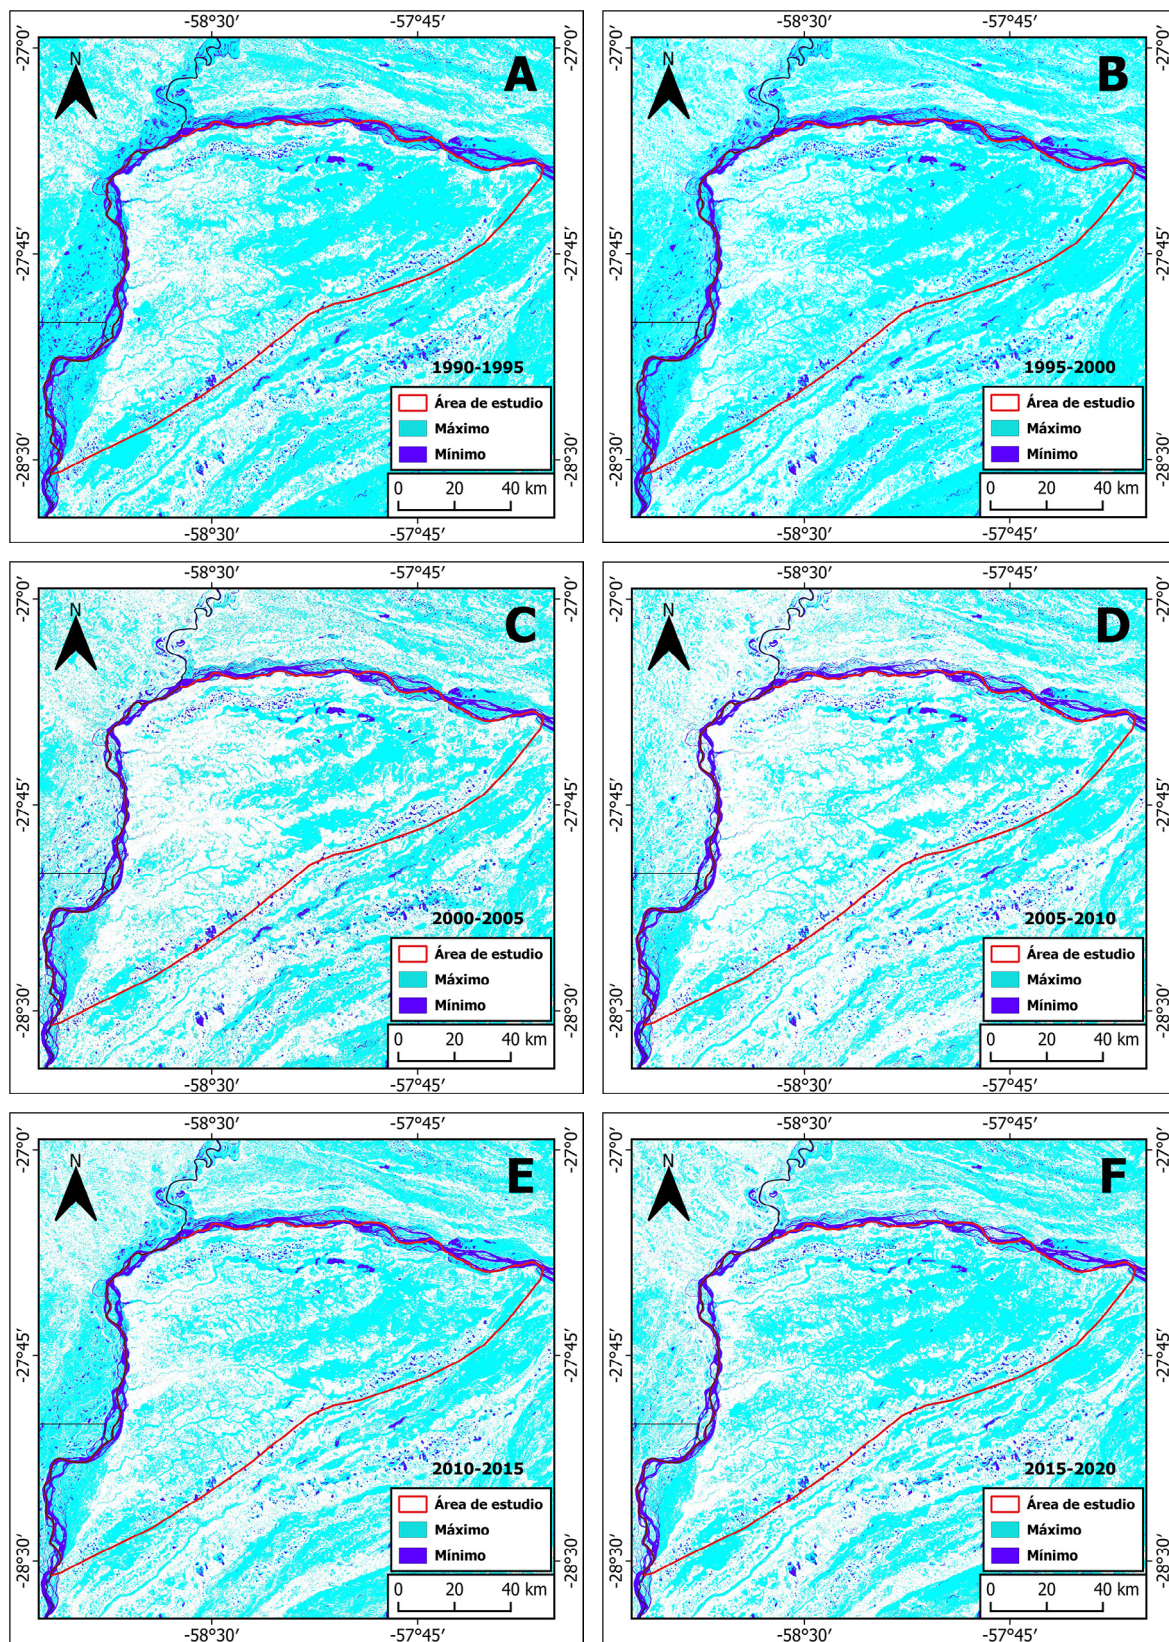 -58°30′ -57°45′
-27°0′ -27°0′
N
A
-27°45′ -27°45′
1990-1995
Área de estudio
Máximo
Mínimo
-28°30′ -28°30′
0 20 40 km
-58°30′ -57°45′
-58°30′ -57°45′
-27°0′ -27°0′
N
B
-27°45′ -27°45′
1995-2000
Área de estudio
Máximo
Mínimo
-28°30′ -28°30′
0 20 40 km
-58°30′ -57°45′
-58°30′ -57°45′
-27°0′ -27°0′
N
C
-27°45′ -27°45′
2000-2005
Área de estudio
Máximo
Mínimo
-28°30′ -28°30′
0 20 40 km
-58°30′ -57°45′
-58°30′ -57°45′
-27°0′ -27°0′
N
D
-27°45′ -27°45′
2005-2010
Área de estudio
Máximo
Mínimo
-28°30′ -28°30′
0 20 40 km
-58°30′ -57°45′
-58°30′ -57°45′
-27°0′ -27°0′
N
E
-27°45′ -27°45′
2010-2015
Área de estudio
Máximo
Mínimo
-28°30′ -28°30′
0 20 40 km
-58°30′ -57°45′
-58°30′ -57°45′
-27°0′ -27°0′
N
F
-27°45′ -27°45′
2015-2020
Área de estudio
Máximo
Mínimo
-28°30′ -28°30′
0 20 40 km
-58°30′ -57°45′